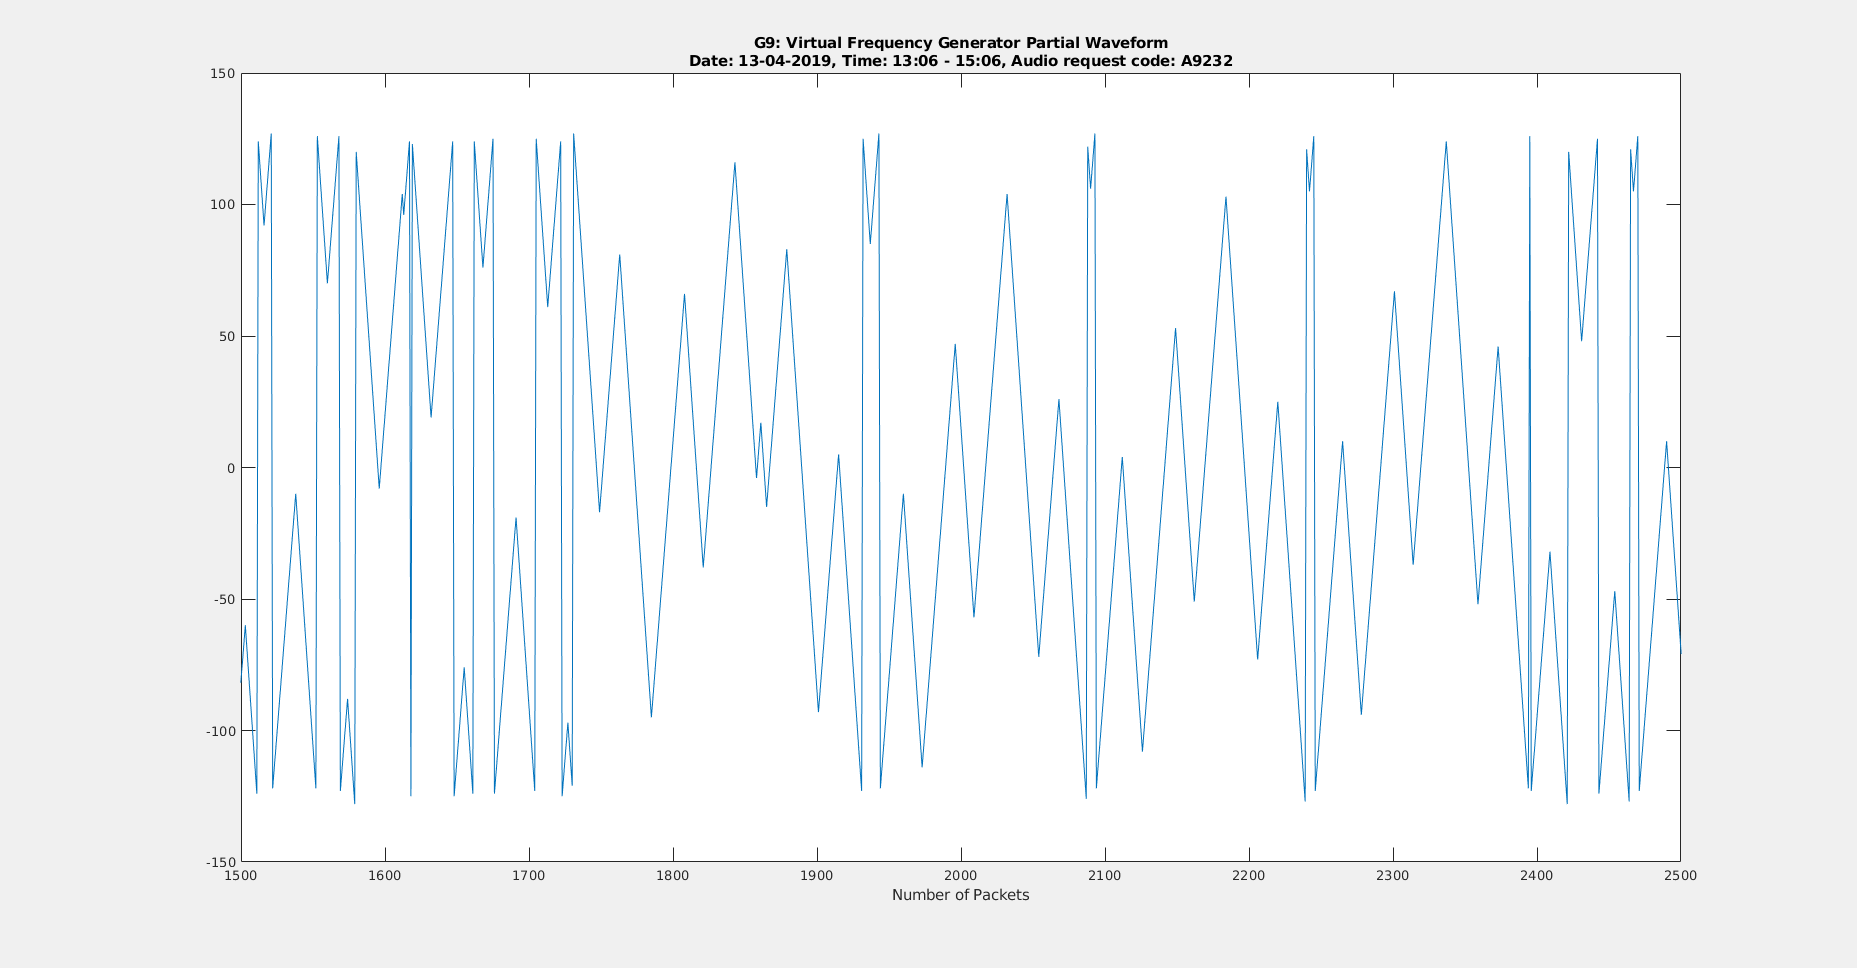 G9: Virtual Frequency Generator Partial Waveform
Date: 13-04-2019, Time: 13:06 - 15:06, Audio request code: A9232
150
100
50
0
-50
-100
-150
1500 1600 1700 1800 1900 2000 2100 2200 2300 2400 2500
Number of Packets